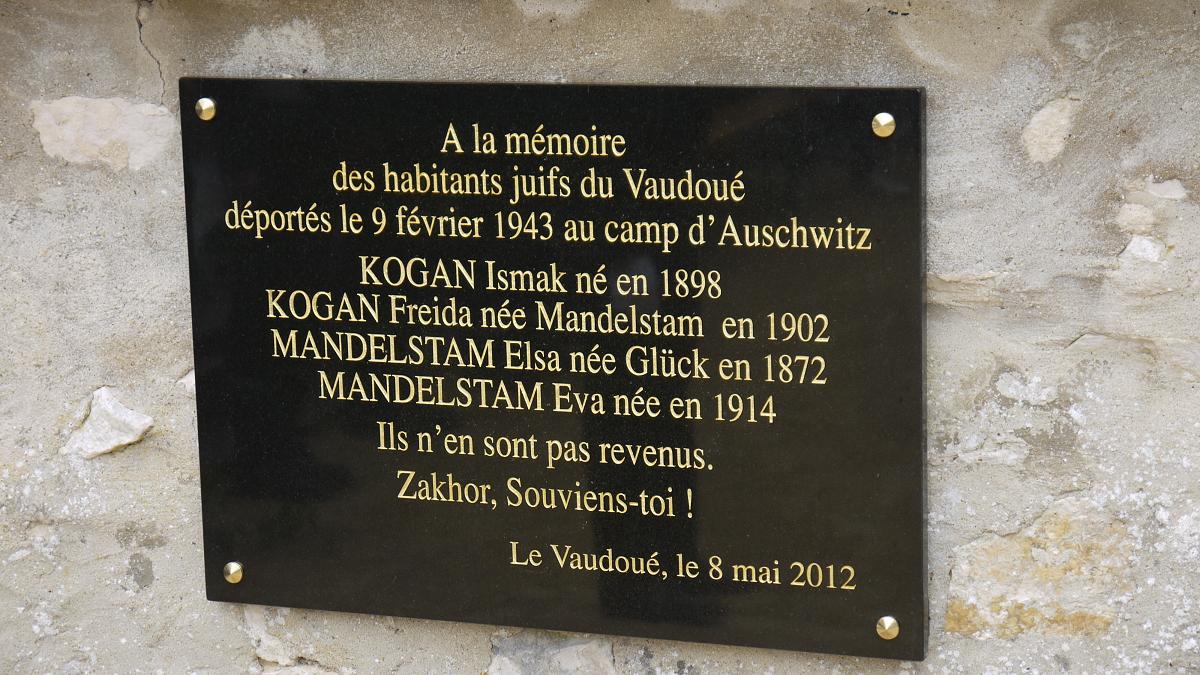 A la mémoire
des habitants juifs du Vaudoué
déportés le 9 février 1943 au camp d'Auschwitz
KOGAN Ismak né en 1898
KOGAN Freida née Mandelstam en 1902
MANDELSTAM Elsa née Glück en 1872
MANDELSTAM Eva née en 1914
Ils n'en sont pas revenus.
Zakhor, Souviens-toi !
Le Vaudoué, le 8 mai 2012